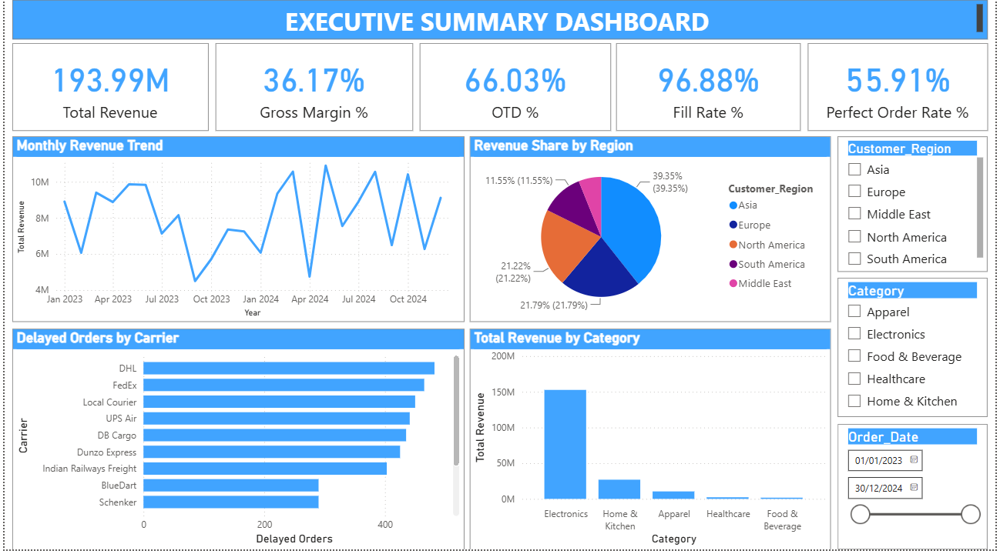 EXECUTIVE SUMMARY DASHBOARD
193.99M
Total Revenue
36.17%
Gross Margin %
66.03%
OTD %
96.88%
Fill Rate %
55.91%
Perfect Order Rate %
Monthly Revenue Trend
Total Revenue
10M
8M
6M
4M
Jan 2023
Apr 2023
Jul 2023
Oct 2023
Jan 2024
Apr 2024
Jul 2024
Oct 2024
Year
Revenue Share by Region
11.55% (11.55%)
39.35%
(39.35%)
21.22%
(21.22%)
21.79% (21.79%)
Customer_Region
Asia
Europe
North America
South America
Middle East
Customer_Region
Asia
Europe
Middle East
North America
South America
Category
Apparel
Electronics
Food & Beverage
Healthcare
Home & Kitchen
Order_Date
01/01/2023
30/12/2024
Delayed Orders by Carrier
Carrier
DHL
FedEx
Local Courier
UPS Air
DB Cargo
Dunzo Express
Indian Railways Freight
BlueDart
Schenker
0
200
400
Delayed Orders
Total Revenue by Category
Total Revenue
200M
150M
100M
50M
0M
Electronics
Home &
Kitchen
Apparel
Healthcare
Food &
Beverage
Category